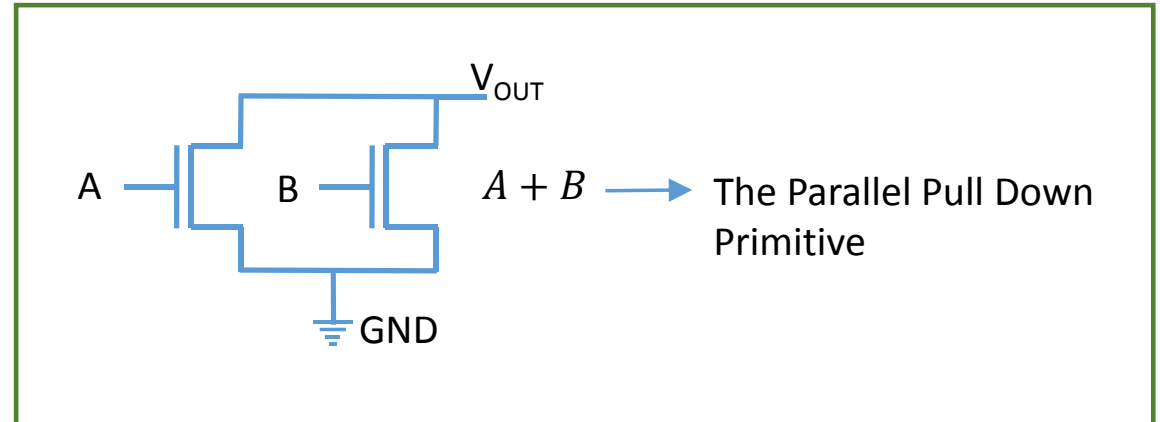 V_OUT
A
B
A + B
The Parallel Pull Down
Primitive
GND